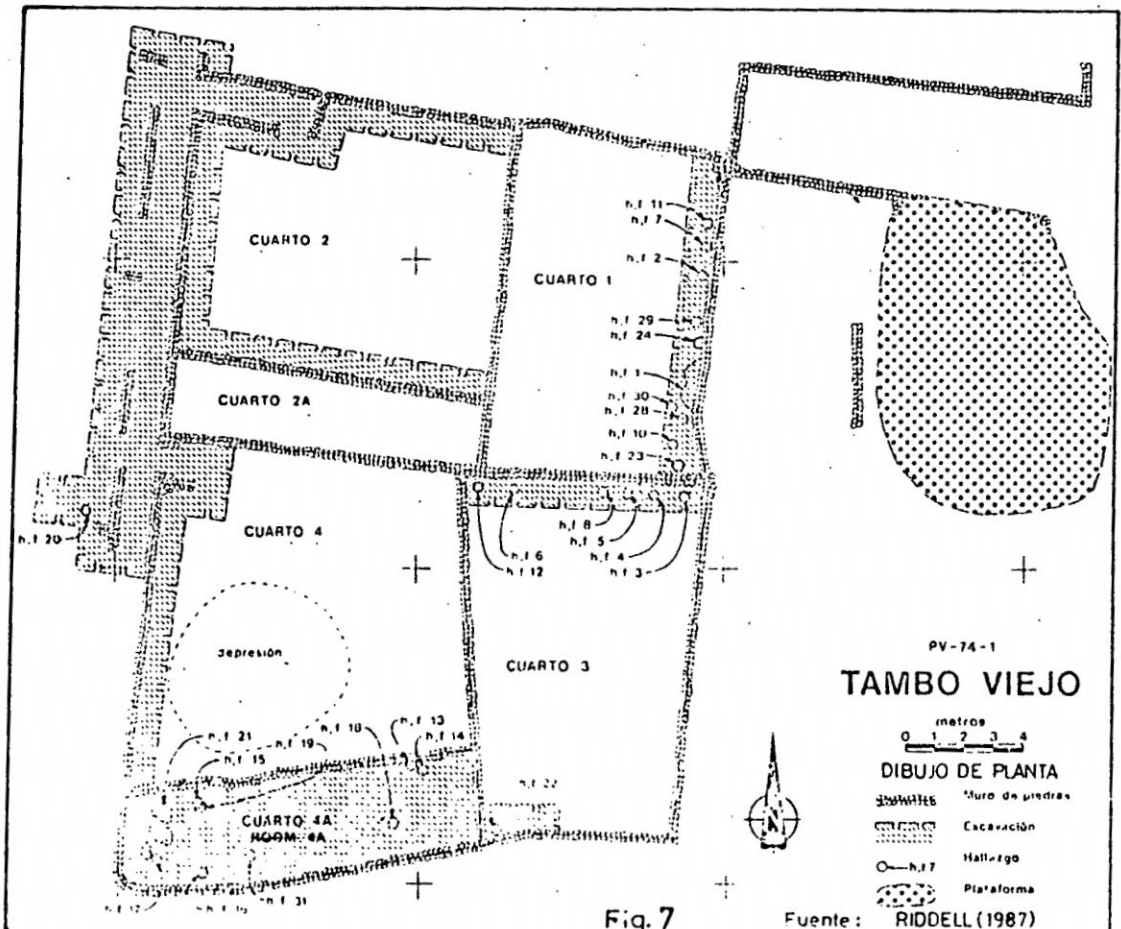 h,f 11
h,f 7
CUARTO 2
h,f 2
CUARTO 1
h,f 29
h,f 24
h,f 1
CUARTO 2A
h,f 30
h,f 28
h,f 10
h,f 23
h,f 20
CUARTO 4
h,f 8
h,f 5
h,f 6
h,f 4
h,f 12
h,f 3
depresión
CUARTO 3
PV-74-1
TAMBO VIEJO
metros
0 1 2 3 4
DIBUJO DE PLANTA
Muro de piedras
Excavación
Hallazgo
h,f 7
Plataforma
h,f 21
h,f 18
h,f 13
h,f 19
h,f 14
h,f 15
h,f 22
CUARTO 4A
ROOM 4A
h,f 31
N
Fig. 7
Fuente: RIDDELL (1987)